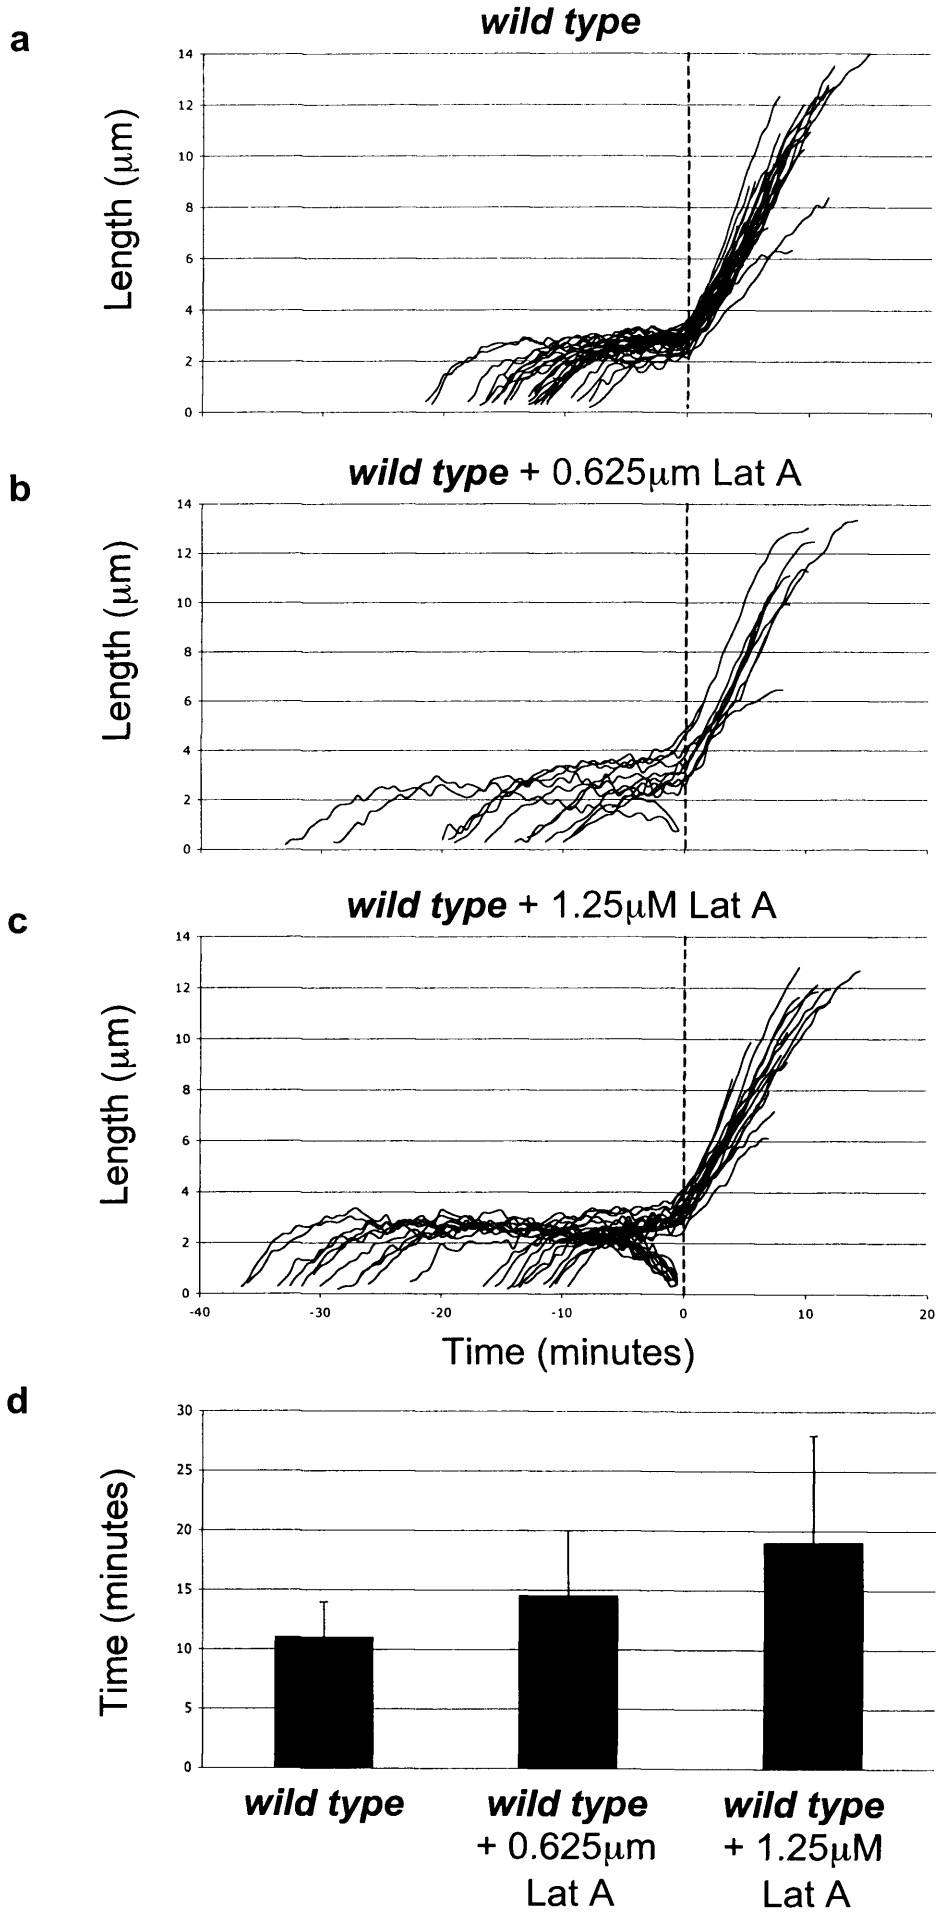 a
wild type
14
12
10
8
6
4
2
0
Length (μm)
b
wild type + 0.625μm Lat A
14
12
10
8
6
4
2
0
Length (μm)
c
wild type + 1.25μM Lat A
14
12
10
8
6
4
2
0
Length (μm)
-40 -30 -20 -10 0 10 20
Time (minutes)
d
30
25
20
15
10
5
0
Time (minutes)
wild type wild type wild type
+ 0.625μm + 1.25μM
Lat A Lat A